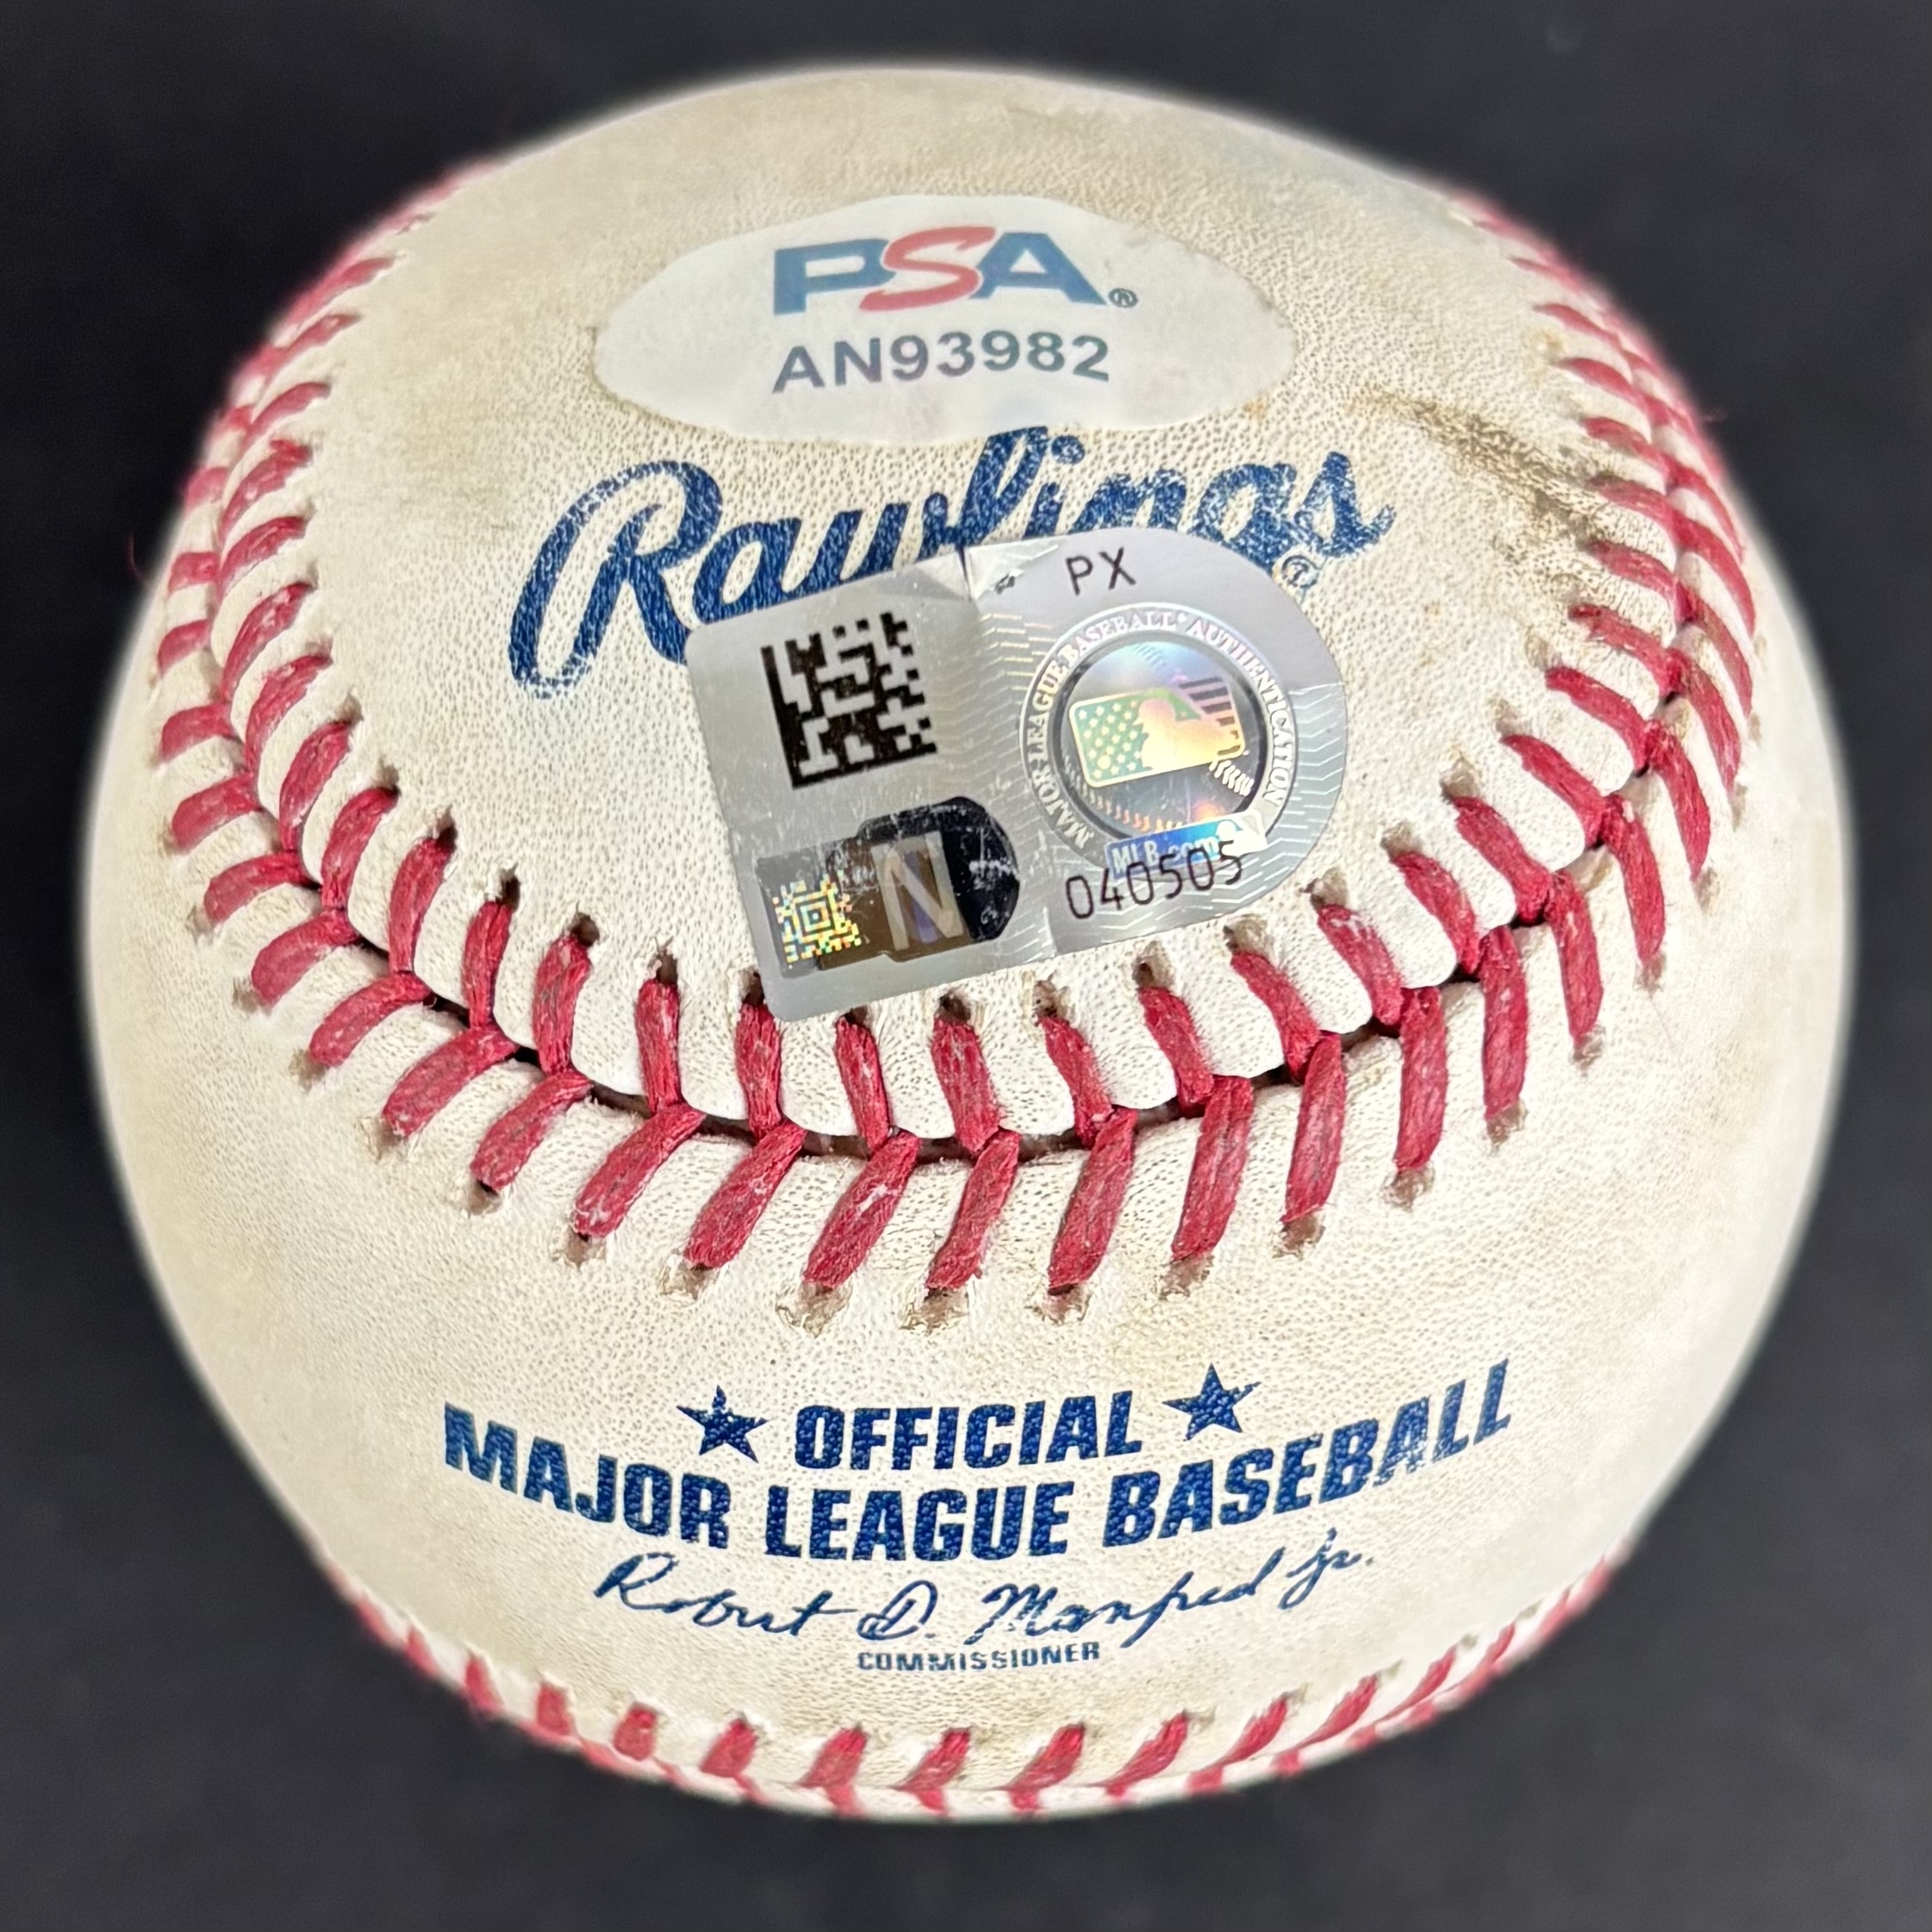 PSA®
AN93982
Rawlings®
PX
MAJOR LEAGUE BASEBALL AUTHENTICATION
N
040505
OFFICIAL
MAJOR LEAGUE BASEBALL
Robert D. Manfred Jr.
COMMISSIONER